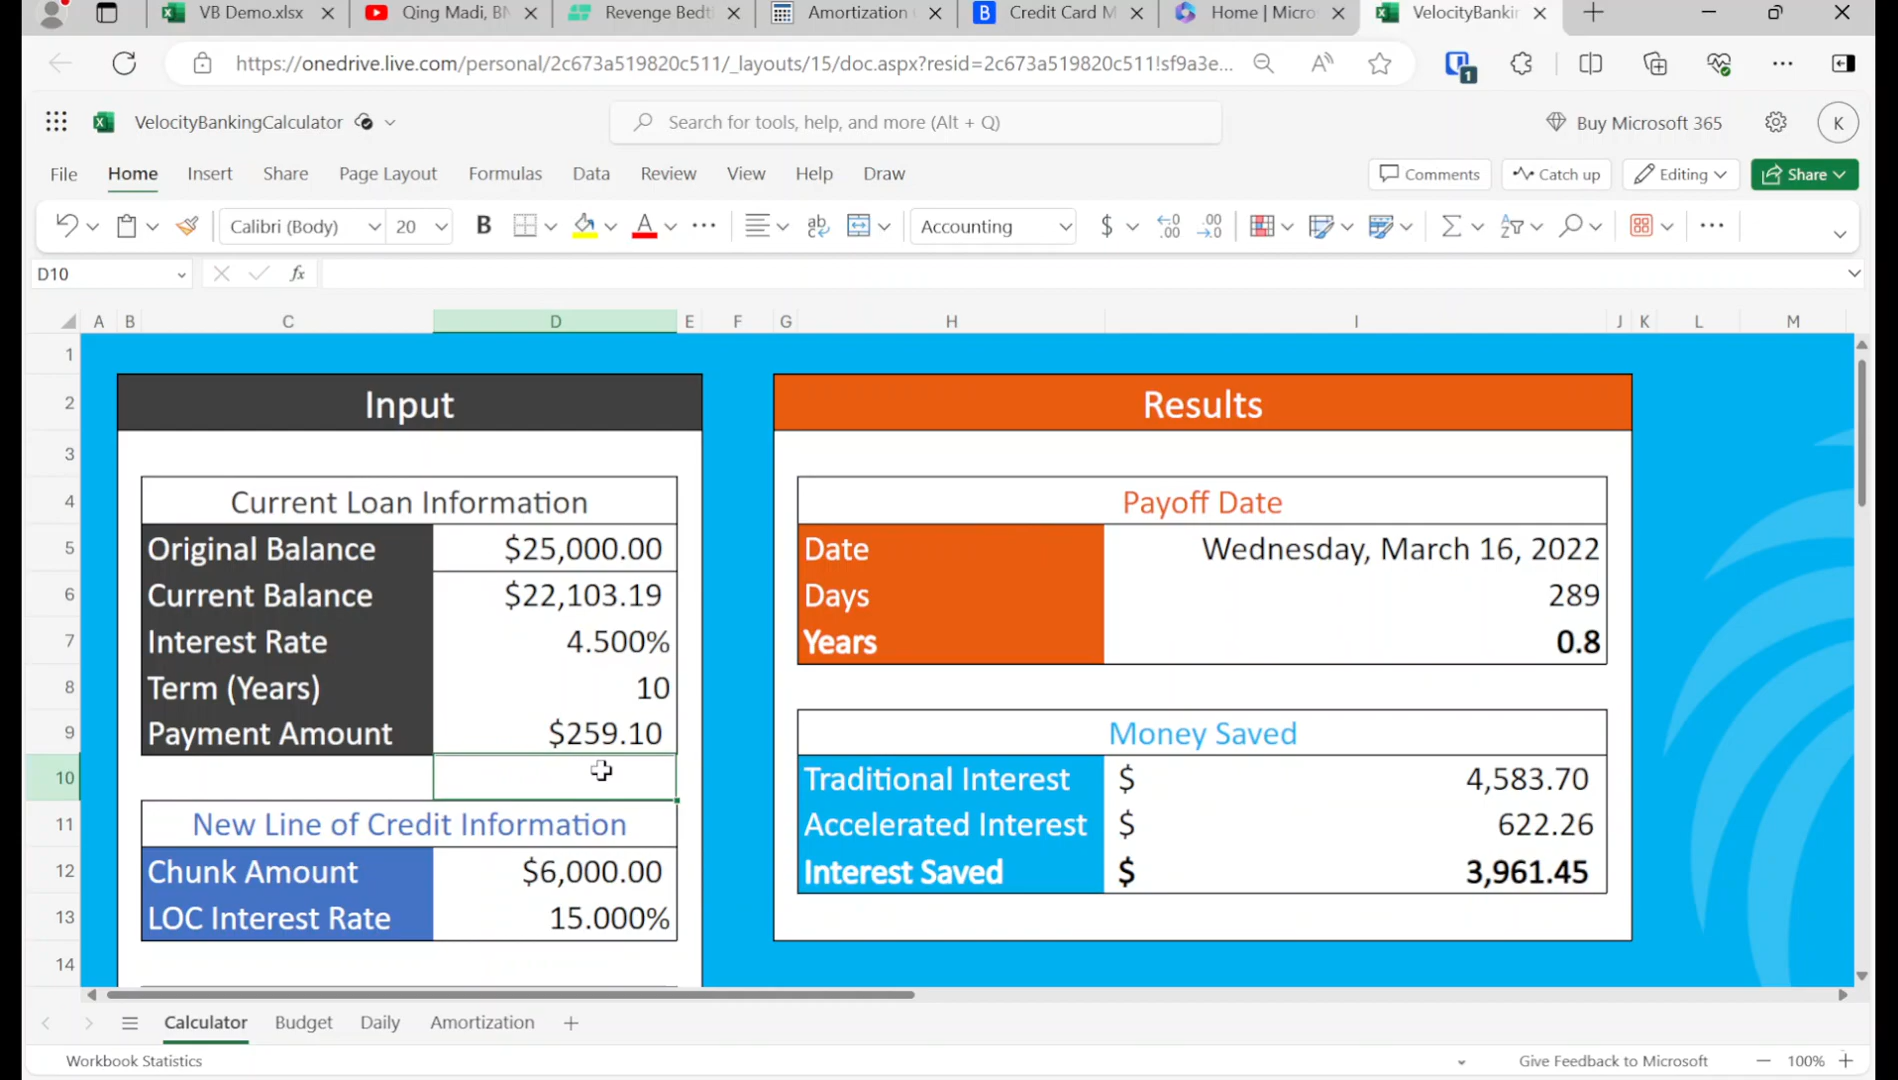 VB Demo.xlsx
Qing Madi, BN
Revenge Bedt
Amortization
Credit Card M
Home | Micro
VelocityBankin
https://onedrive.live.com/personal/2c673a519820c511/_layouts/15/doc.aspx?resid=2c673a519820c511!sf9a3e...
1
VelocityBankingCalculator
Search for tools, help, and more (Alt + Q)
Buy Microsoft 365
K
File Home Insert Share Page Layout Formulas Data Review View Help Draw
Comments Catch up Editing Share
Calibri (Body) 20 B A ab Accounting $ .00 .00
D10 fx
A B C D E F G H I J K L M
1
2 Input Results
3
4 Current Loan Information Payoff Date
5 Original Balance $25,000.00 Date Wednesday, March 16, 2022
6 Current Balance $22,103.19 Days 289
7 Interest Rate 4.500% Years 0.8
8 Term (Years) 10
9 Payment Amount $259.10 Money Saved
10 Traditional Interest $ 4,583.70
11 New Line of Credit Information Accelerated Interest $ 622.26
12 Chunk Amount $6,000.00 Interest Saved $ 3,961.45
13 LOC Interest Rate 15.000%
14
Calculator Budget Daily Amortization
Workbook Statistics Give Feedback to Microsoft 100%